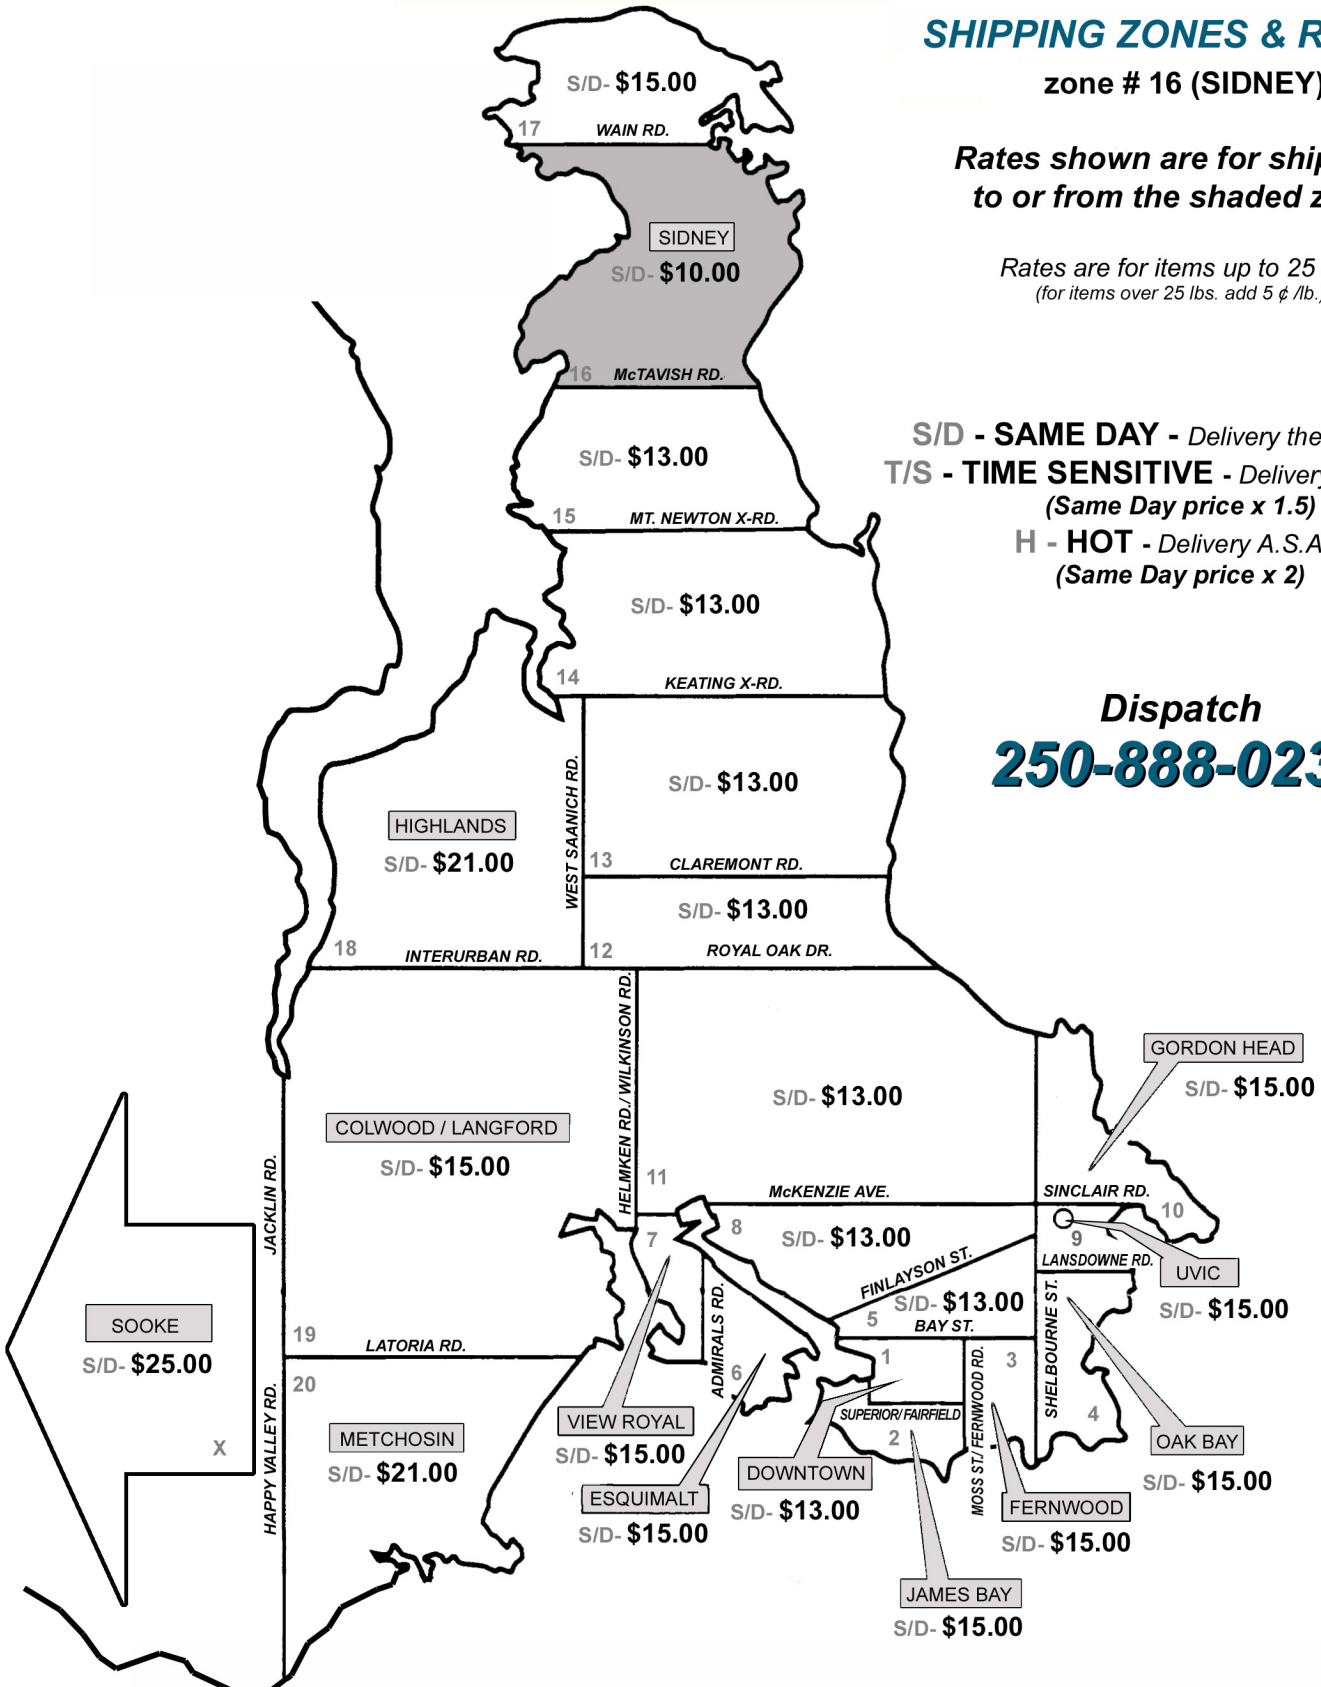 SHIPPING ZONES & R
zone # 16 (SIDNEY)
Rates shown are for ship
to or from the shaded z
Rates are for items up to 25
(for items over 25 lbs. add 5 ¢ /lb.)
S/D - SAME DAY - Delivery the
T/S - TIME SENSITIVE - Delivery
(Same Day price x 1.5)
H - HOT - Delivery A.S.A
(Same Day price x 2)
Dispatch
250-888-023
S/D- $15.00
17
WAIN RD.
SIDNEY
S/D- $10.00
16
McTAVISH RD.
S/D- $13.00
15
MT. NEWTON X-RD.
S/D- $13.00
14
KEATING X-RD.
WEST SAANICH RD.
S/D- $13.00
13
CLAREMONT RD.
HIGHLANDS
S/D- $21.00
18
INTERURBAN RD.
S/D- $13.00
12
ROYAL OAK DR.
HELMKEN RD./ WILKINSON RD.
S/D- $13.00
11
McKENZIE AVE.
GORDON HEAD
S/D- $15.00
SINCLAIR RD.
10
COLWOOD / LANGFORD
S/D- $15.00
JACKLIN RD.
19
LATORIA RD.
7
8
S/D- $13.00
FINLAYSON ST.
9
LANSDOWNE RD.
UVIC
S/D- $15.00
5
S/D- $13.00
BAY ST.
SHELBOURNE ST.
ADMIRALS RD.
6
1
3
MOSS ST./ FERNWOOD RD.
4
SUPERIOR/ FAIRFIELD
2
SOOKE
S/D- $25.00
X
HAPPY VALLEY RD.
20
METCHOSIN
S/D- $21.00
VIEW ROYAL
S/D- $15.00
ESQUIMALT
S/D- $15.00
DOWNTOWN
S/D- $13.00
OAK BAY
S/D- $15.00
FERNWOOD
S/D- $15.00
JAMES BAY
S/D- $15.00